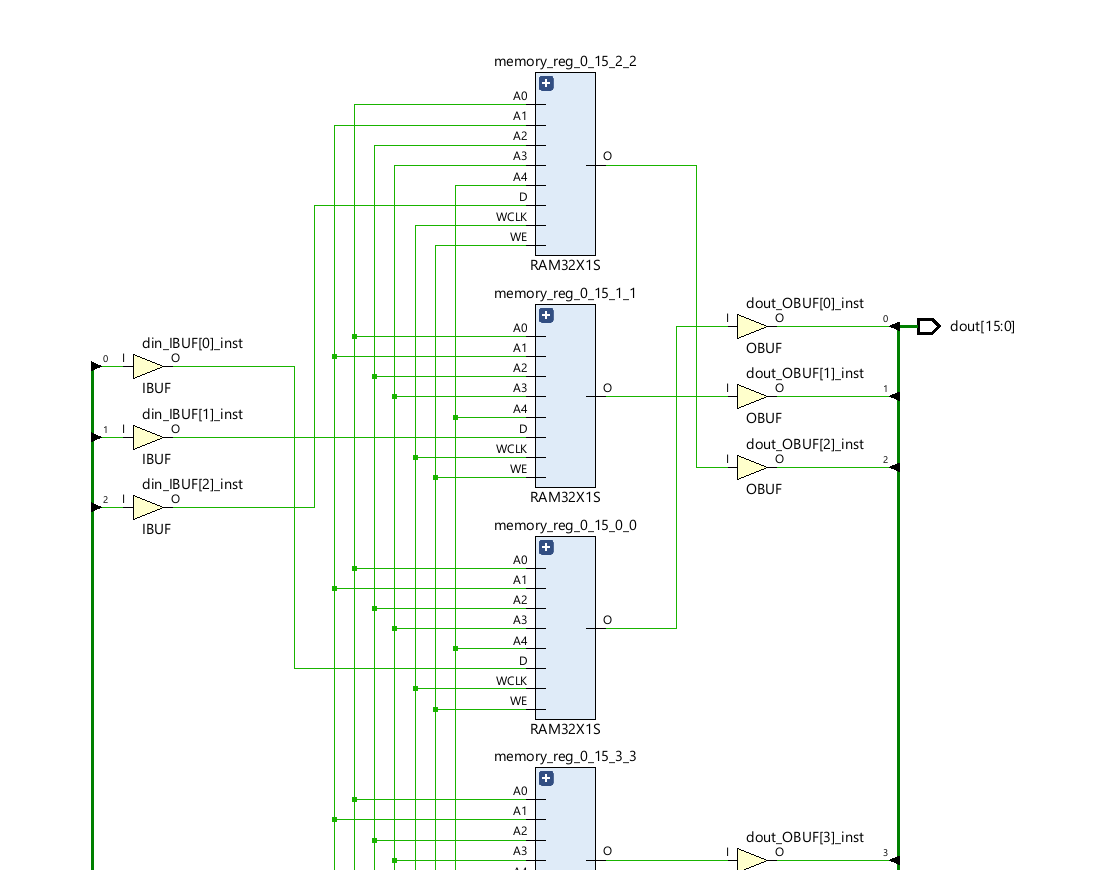 memory_reg_0_15_2_2
A0
A1
A2
A3
A4
D
WCLK
WE
O
RAM32X1S
memory_reg_0_15_1_1
A0
A1
A2
A3
A4
D
WCLK
WE
O
RAM32X1S
memory_reg_0_15_0_0
A0
A1
A2
A3
A4
D
WCLK
WE
O
RAM32X1S
memory_reg_0_15_3_3
A0
A1
A2
A3
O
din_IBUF[0]_inst
0 I O
IBUF
din_IBUF[1]_inst
1 I O
IBUF
din_IBUF[2]_inst
2 I O
IBUF
dout_OBUF[0]_inst
I O 0
OBUF
dout[15:0]
dout_OBUF[1]_inst
I O 1
OBUF
dout_OBUF[2]_inst
I O 2
OBUF
dout_OBUF[3]_inst
I O 3